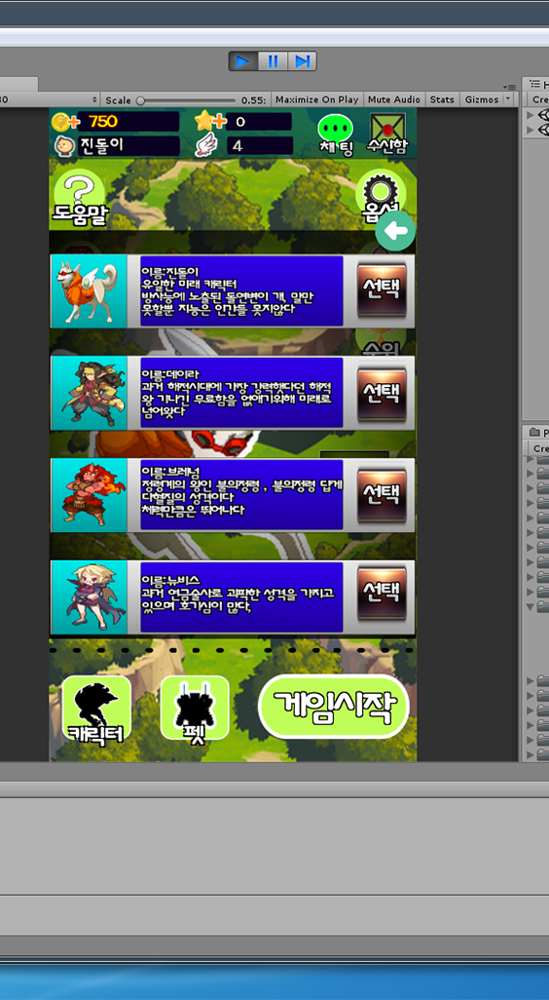 30
Scale
0.55:
Maximize On Play
Mute Audio
Stats
Gizmos
H
Cre
750
0
진돌이
4
채팅
수신함
도움말
옵션
이름:진돌이
유일한 미래 캐릭터
방사능에 노출된 돌연변이 개, 말만
못할뿐 지능은 인간들 못지않다
선택
순위
이름:데이라
과거 해적시대에 가장 강력했다던 해적
왕 기나긴 무료함을 없애기위해 미래로
넘어왔다
선택
P
Cre
이름:브레넘
정령계의 왕인 불의정령 , 불의정령 답게
다혈질의 성격이다
체력만큼은 뛰어나다
선택
이름:뉴비스
과거 연금술사로 괴팍한 성격을 가지고
있으며 호기심이 많다,
선택
캐릭터
펫
게임시작